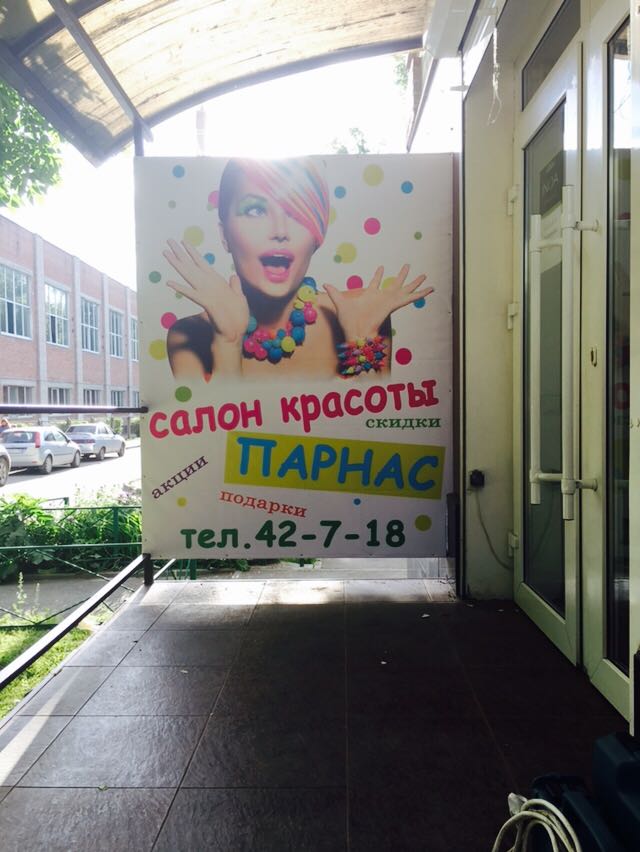 салон красоты
скидки
ПАРНАС
акции
подарки
тел.42-7-18